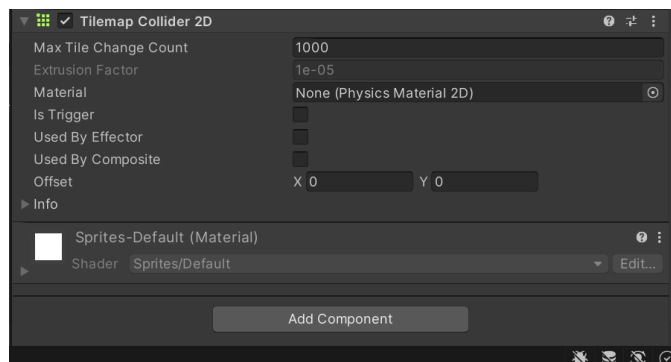 Tilemap Collider 2D
Max Tile Change Count 1000
Extrusion Factor 1e-05
Material None (Physics Material 2D)
Is Trigger
Used By Effector
Used By Composite
Offset X 0 Y 0
Info
Sprites-Default (Material)
Shader Sprites/Default Edit...
Add Component